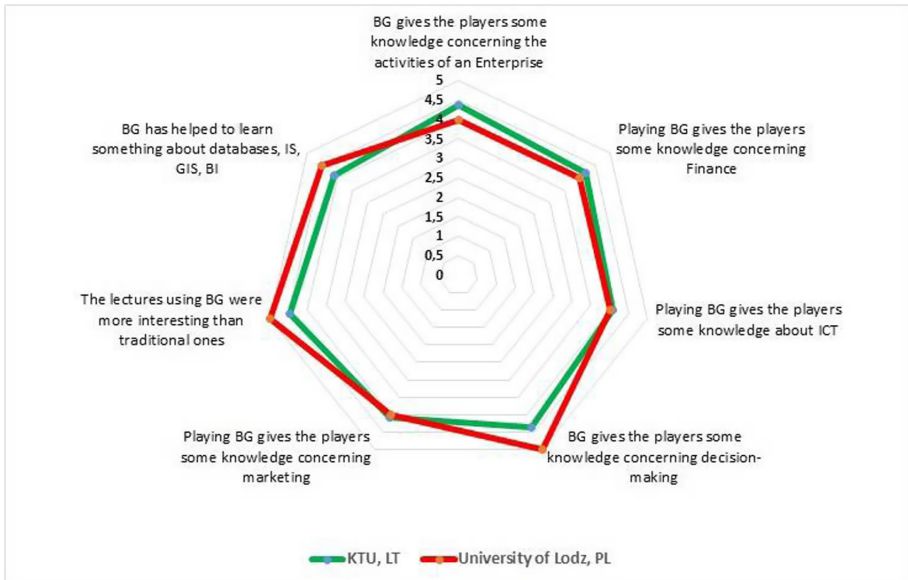 BG gives the players some
knowledge concerning the
activities of an Enterprise
5
4,5
4
3,5
3
2,5
2
1,5
1
0,5
0
Playing BG gives the players
some knowledge concerning
Finance
Playing BG gives the players
some knowledge about ICT
BG gives the players some
knowledge concerning decision-
making
Playing BG gives the players
some knowledge concerning
marketing
The lectures using BG were
more interesting than
traditional ones
BG has helped to learn
something about databases, IS,
GIS, BI
KTU, LT
University of Lodz, PL